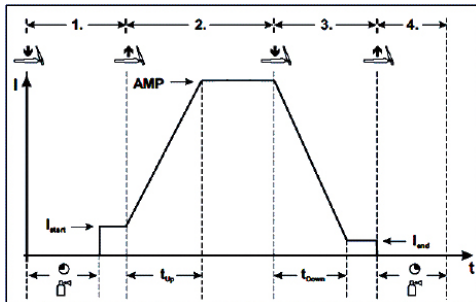 1. 2. 3. 4.
I
AMP
Istart
Iend
tUp
tDown
t